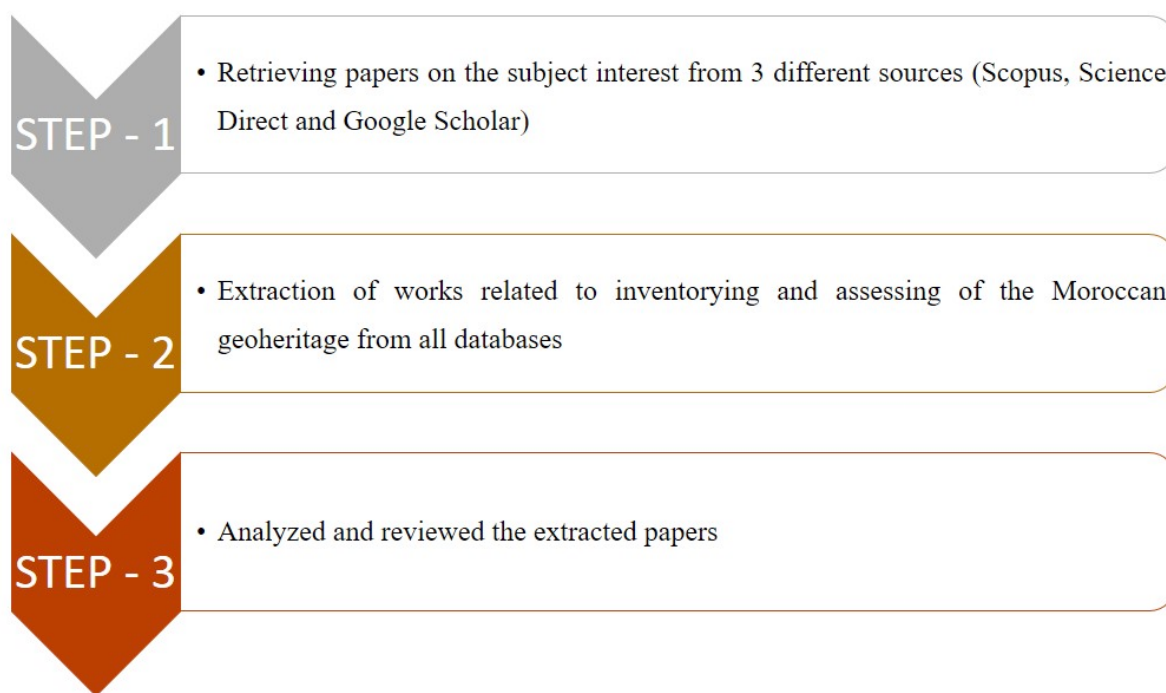 STEP - 1
• Retrieving papers on the subject interest from 3 different sources (Scopus, Science
Direct and Google Scholar)
STEP - 2
• Extraction of works related to inventorying and assessing of the Moroccan
geoheritage from all databases
STEP - 3
• Analyzed and reviewed the extracted papers